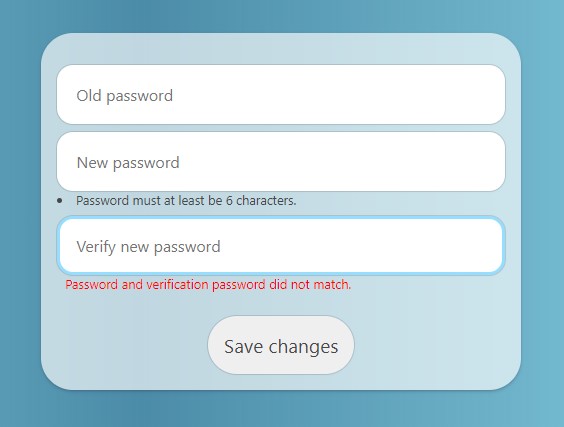 Old password
New password
Password must at least be 6 characters.
Verify new password
Password and verification password did not match.
Save changes